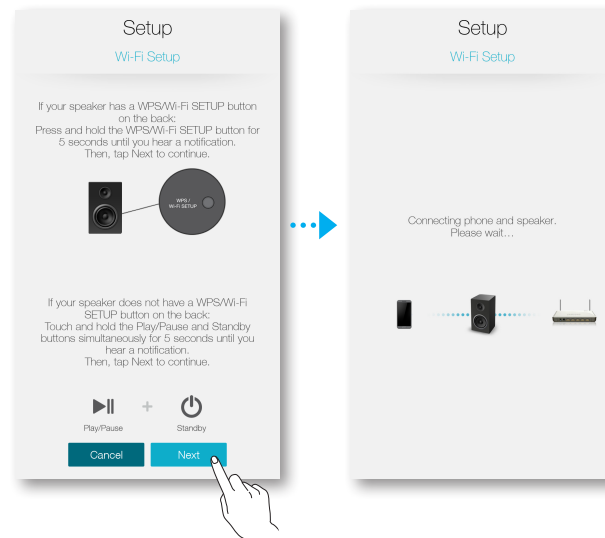 Setup
Wi-Fi Setup
If your speaker has a WPS/Wi-Fi SETUP button
on the back:
Press and hold the WPS/Wi-Fi SETUP button for
5 seconds until you hear a notification.
Then, tap Next to continue.
WPS /
Wi-Fi SETUP
If your speaker does not have a WPS/Wi-Fi
SETUP button on the back:
Touch and hold the Play/Pause and Standby
buttons simultaneously for 5 seconds until you
hear a notification.
Then, tap Next to continue.
+
Play/Pause
Standby
Cancel
Next
Setup
Wi-Fi Setup
Connecting phone and speaker.
Please wait…